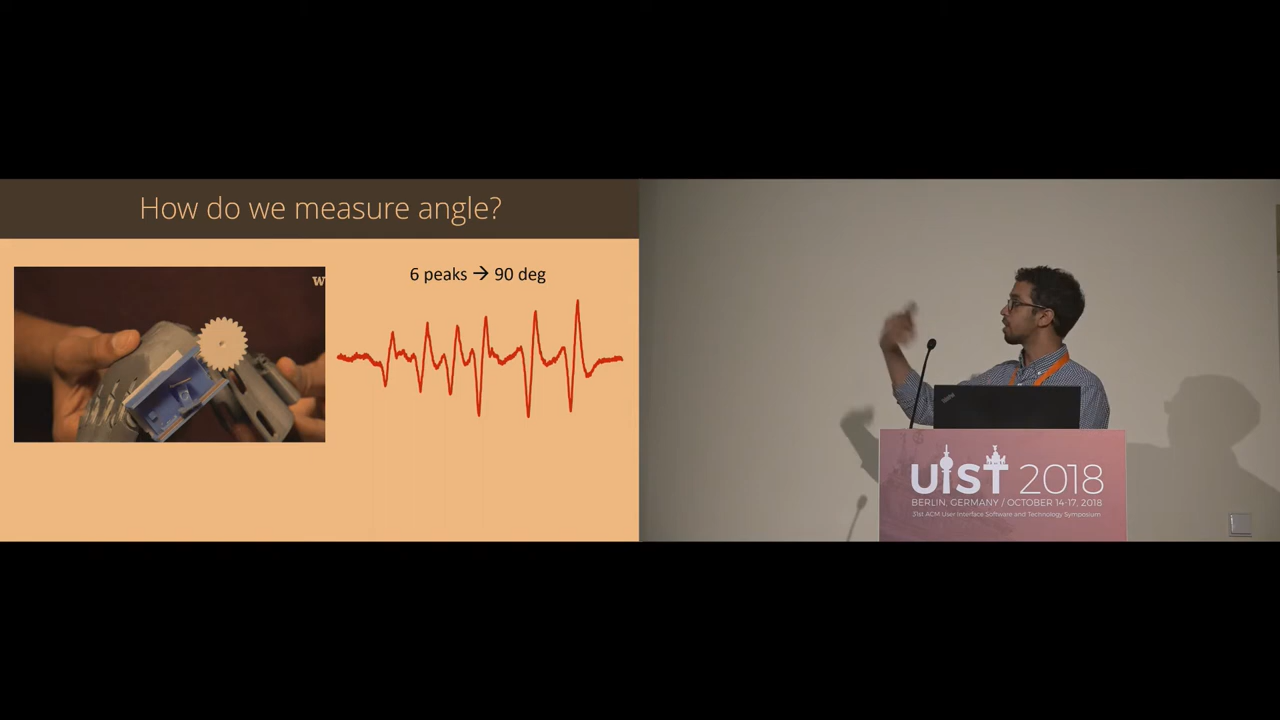 How do we measure angle?
W
6 peaks → 90 deg
UIST 2018
BERLIN, GERMANY / OCTOBER 14-17, 2018
31st ACM User Interface Software and Technology Symposium